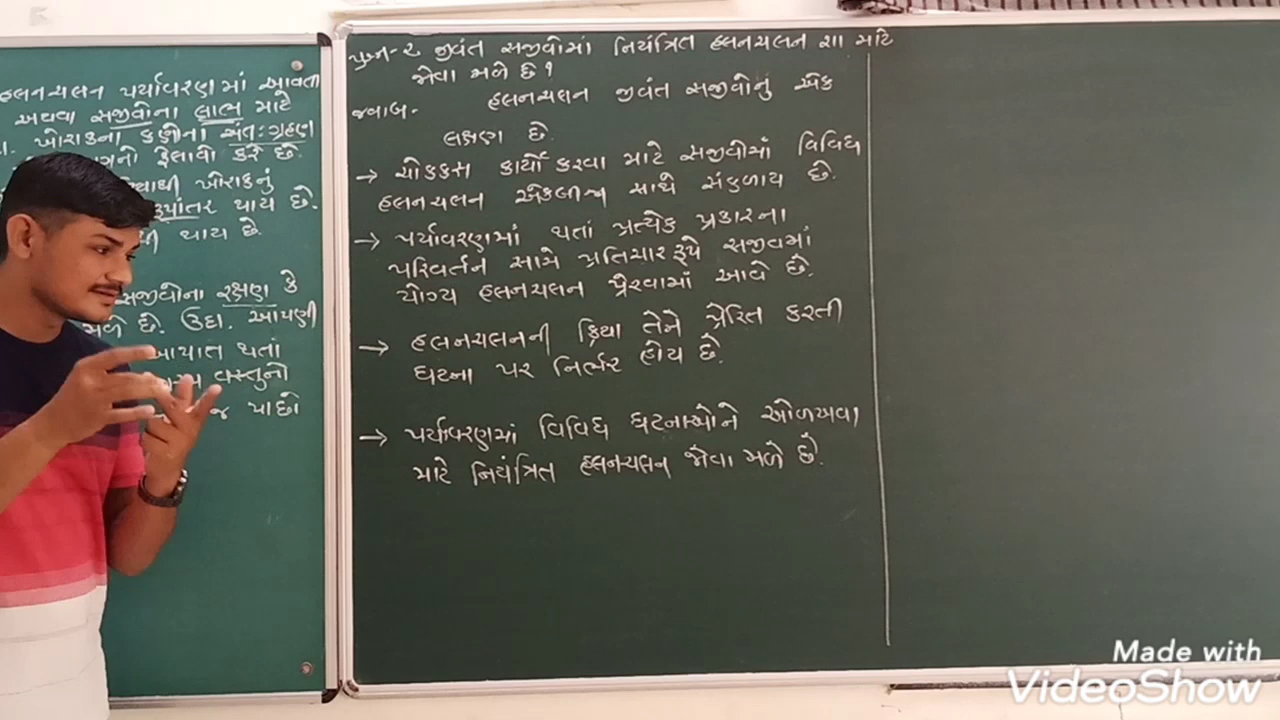 હલનચલન પર્યાવરણમાં આવતા
અથવા સજીવોના લાભ માટે
ખોરાકના કણોના અંતઃગ્રહણ
ફેલાવો કરે છે.
ખોરાકનું
રૂપાંતર થાય છે.
થાય છે.
સજીવોના રક્ષણ કે
મળે છે. ઉદા. આપણી
આઘાત થતાં
વસ્તુનો
જ પાછો
પ્રશ્ન-2 જીવંત સજીવોમાં નિયંત્રિત હલનચલન શા માટે
જોવા મળે છે ?
જવાબ- હલનચલન જીવંત સજીવોનું એક
લક્ષણ છે.
→ ચોક્કસ કાર્યો કરવા માટે સજીવોમાં વિવિધ
હલનચલન એકબીજા સાથે સંકળાય છે.
→ પર્યાવરણમાં થતાં પ્રત્યેક પ્રકારના
પરિવર્તન સામે પ્રતિચાર રૂપે સજીવમાં
યોગ્ય હલનચલન પ્રેરવામાં આવે છે.
→ હલનચલનની ક્રિયા તેને પ્રેરિત કરતી
ઘટના પર નિર્ભર હોય છે.
→ પર્યાવરણમાં વિવિધ ઘટનાઓને ઓળખવા
માટે નિયંત્રિત હલનચલન જોવા મળે છે.
Made with
VideoShow